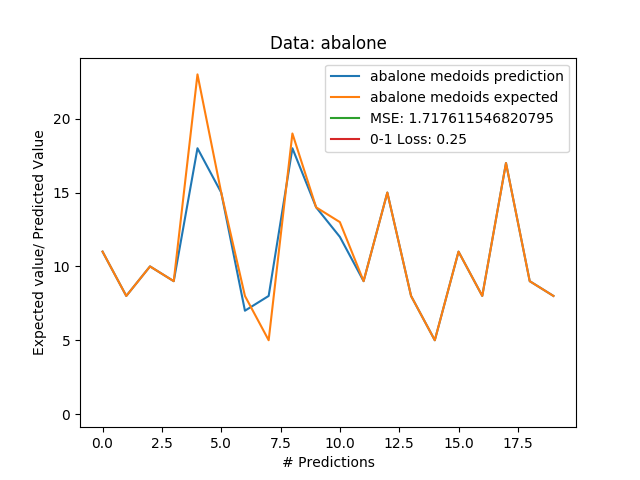 Data: abalone
abalone medoids prediction
abalone medoids expected
MSE: 1.717611546820795
0-1 Loss: 0.25
Expected value/ Predicted Value
20
15
10
5
0
0.0 2.5 5.0 7.5 10.0 12.5 15.0 17.5
# Predictions